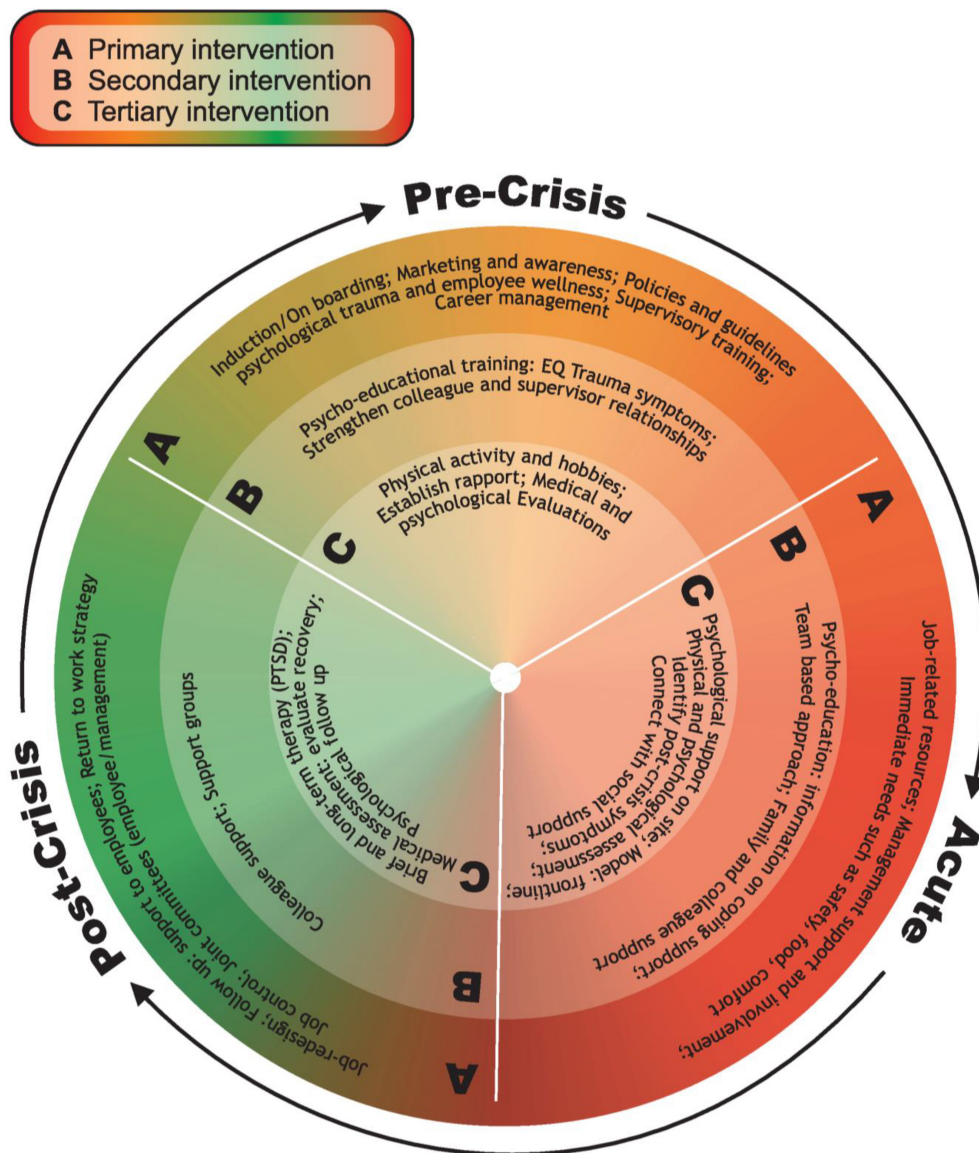 A Primary intervention
B Secondary intervention
C Tertiary intervention
Pre-Crisis
Induction/On boarding; Marketing and awareness; Policies and guidelines
psychological trauma and employee wellness; Supervisory training;
Career management
A
Psycho-educational training: EQ Trauma symptoms;
Strengthen colleague and supervisor relationships
B
Physical activity and hobbies;
Establish rapport; Medical and
psychological Evaluations
C
Acute
A
Job-related resources; Management support and involvement;
Immediate needs such as safety, food, comfort
B
Psycho-education: information on coping support;
Team based approach; Family and colleague support
C
Psychological support on site: Model: frontline;
Physical and psychological assessment;
Identify post-crisis symptoms;
Connect with social support
Post-Crisis
A
Job-redesign; Follow up: support to employees; Return to work strategy
Job control; Joint committees (employee/management)
B
Colleague support; Support groups
C
Brief and long-term therapy (PTSD);
Medical assessment: evaluate recovery;
Psychological follow up